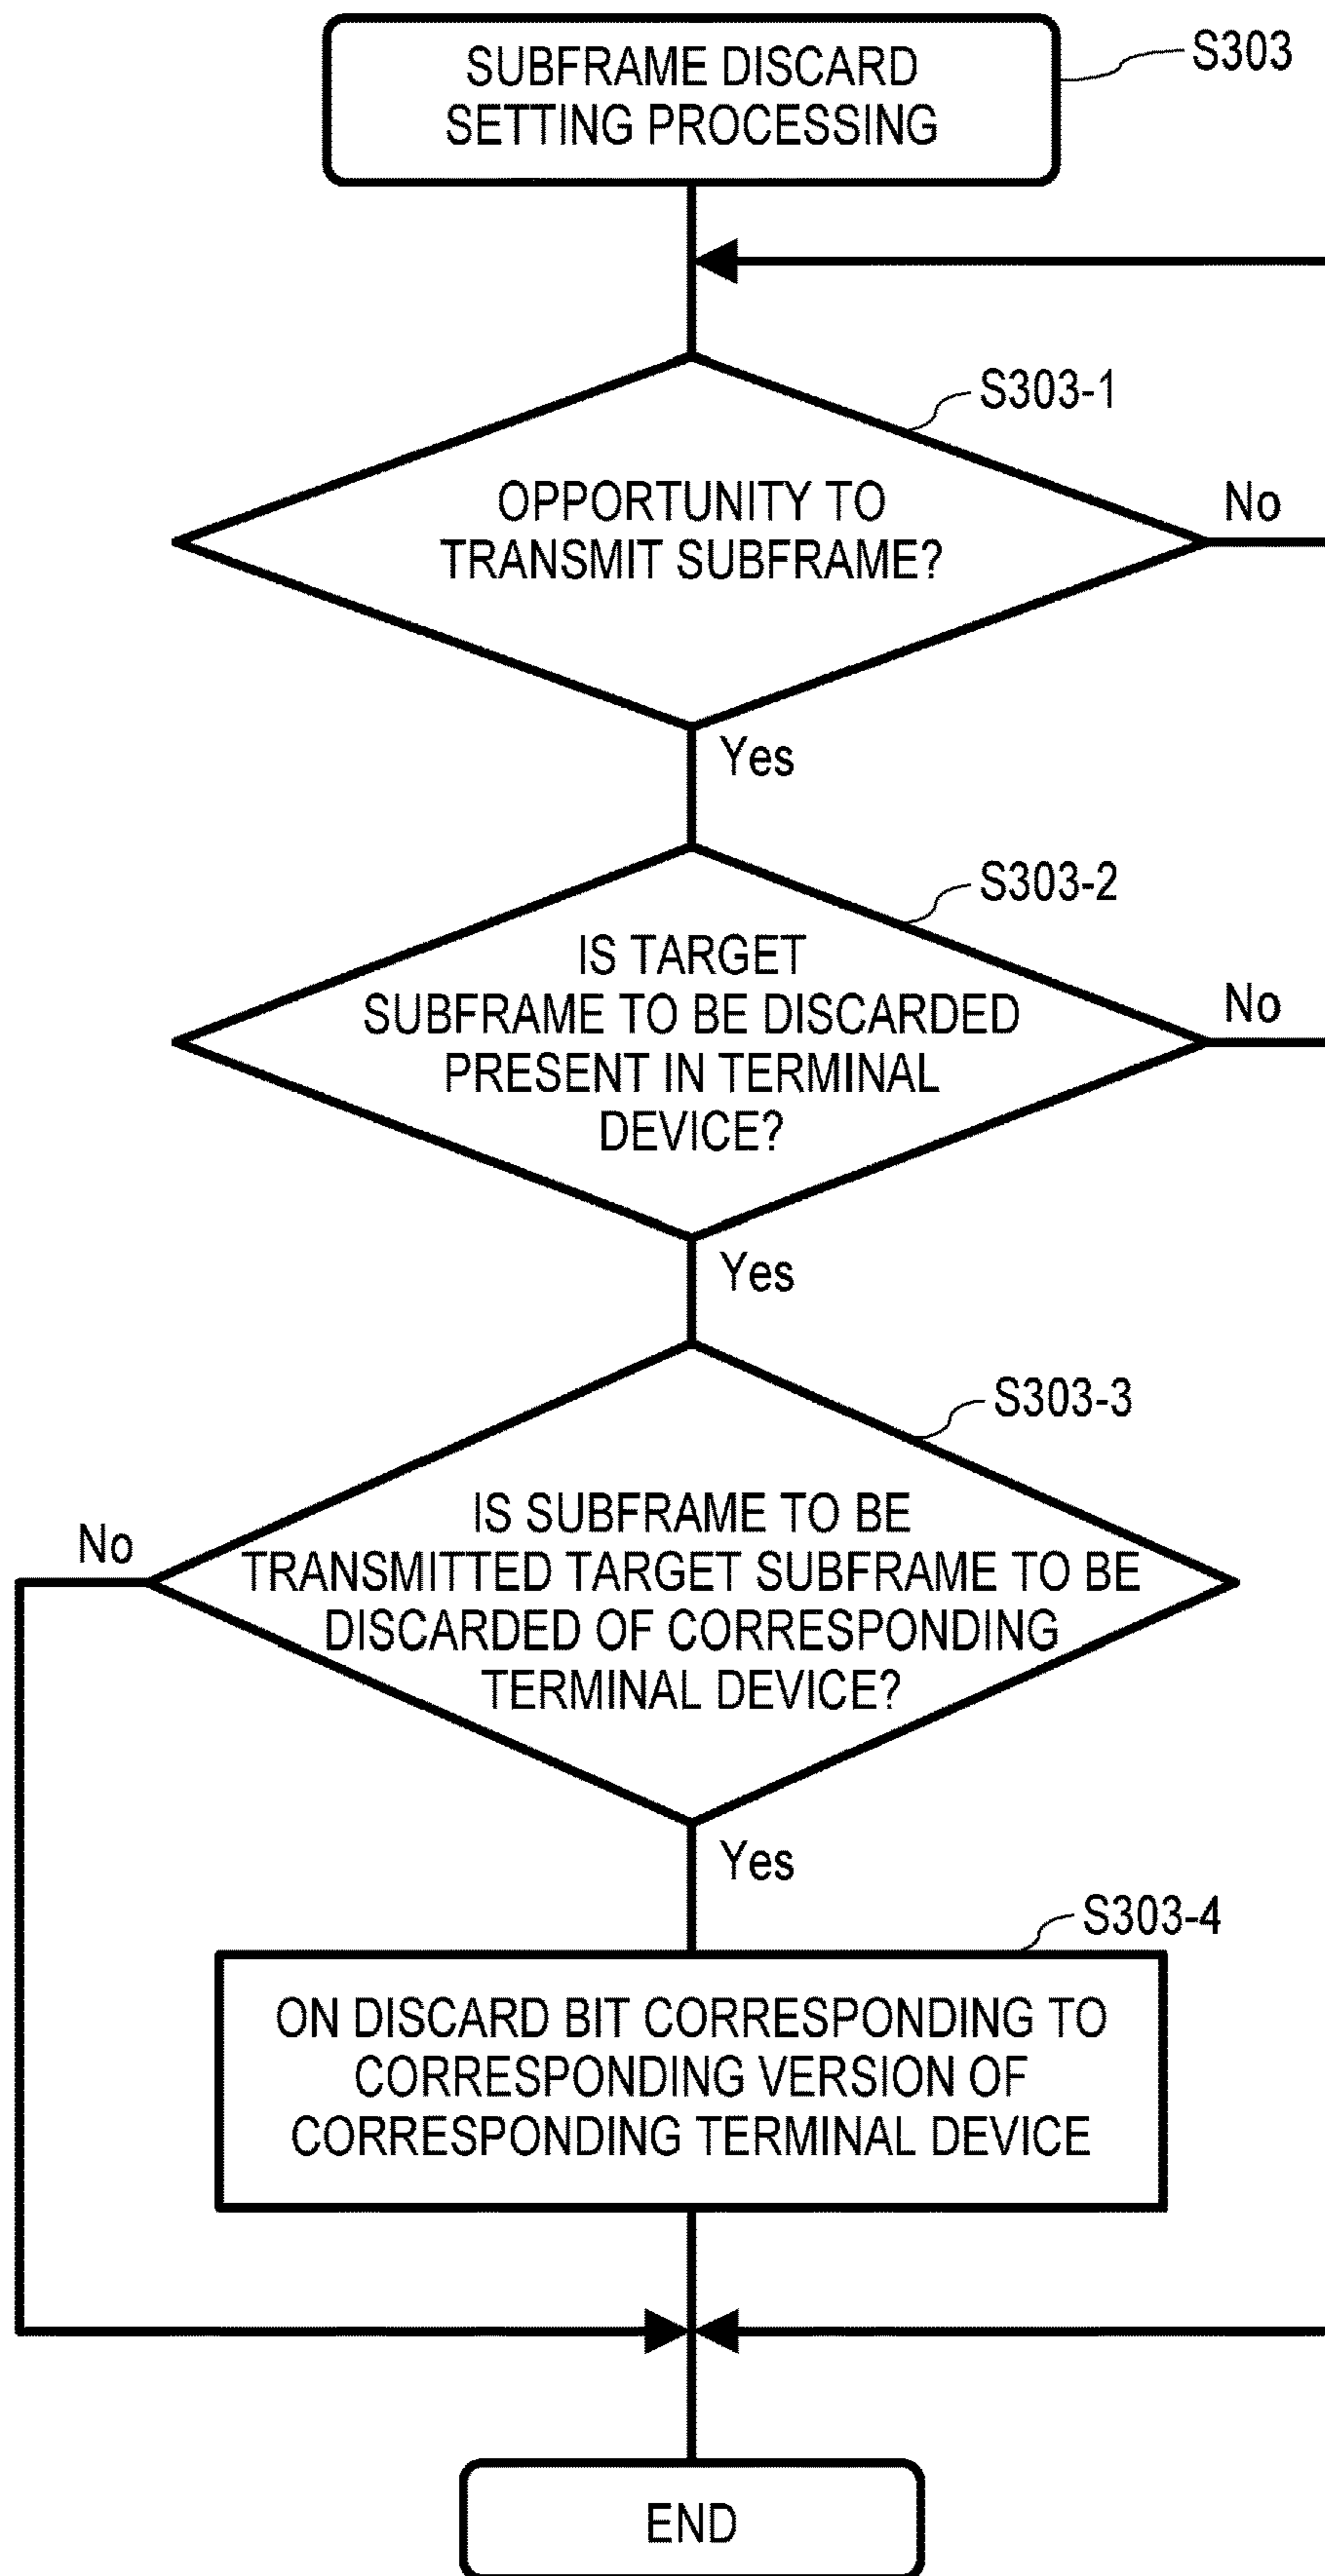 SUBFRAME DISCARD
SETTING PROCESSING
S303
S303-1
OPPORTUNITY TO
TRANSMIT SUBFRAME?
No
Yes
S303-2
IS TARGET
SUBFRAME TO BE DISCARDED
PRESENT IN TERMINAL
DEVICE?
No
Yes
S303-3
IS SUBFRAME TO BE
TRANSMITTED TARGET SUBFRAME TO BE
DISCARDED OF CORRESPONDING
TERMINAL DEVICE?
No
Yes
S303-4
ON DISCARD BIT CORRESPONDING TO
CORRESPONDING VERSION OF
CORRESPONDING TERMINAL DEVICE
END